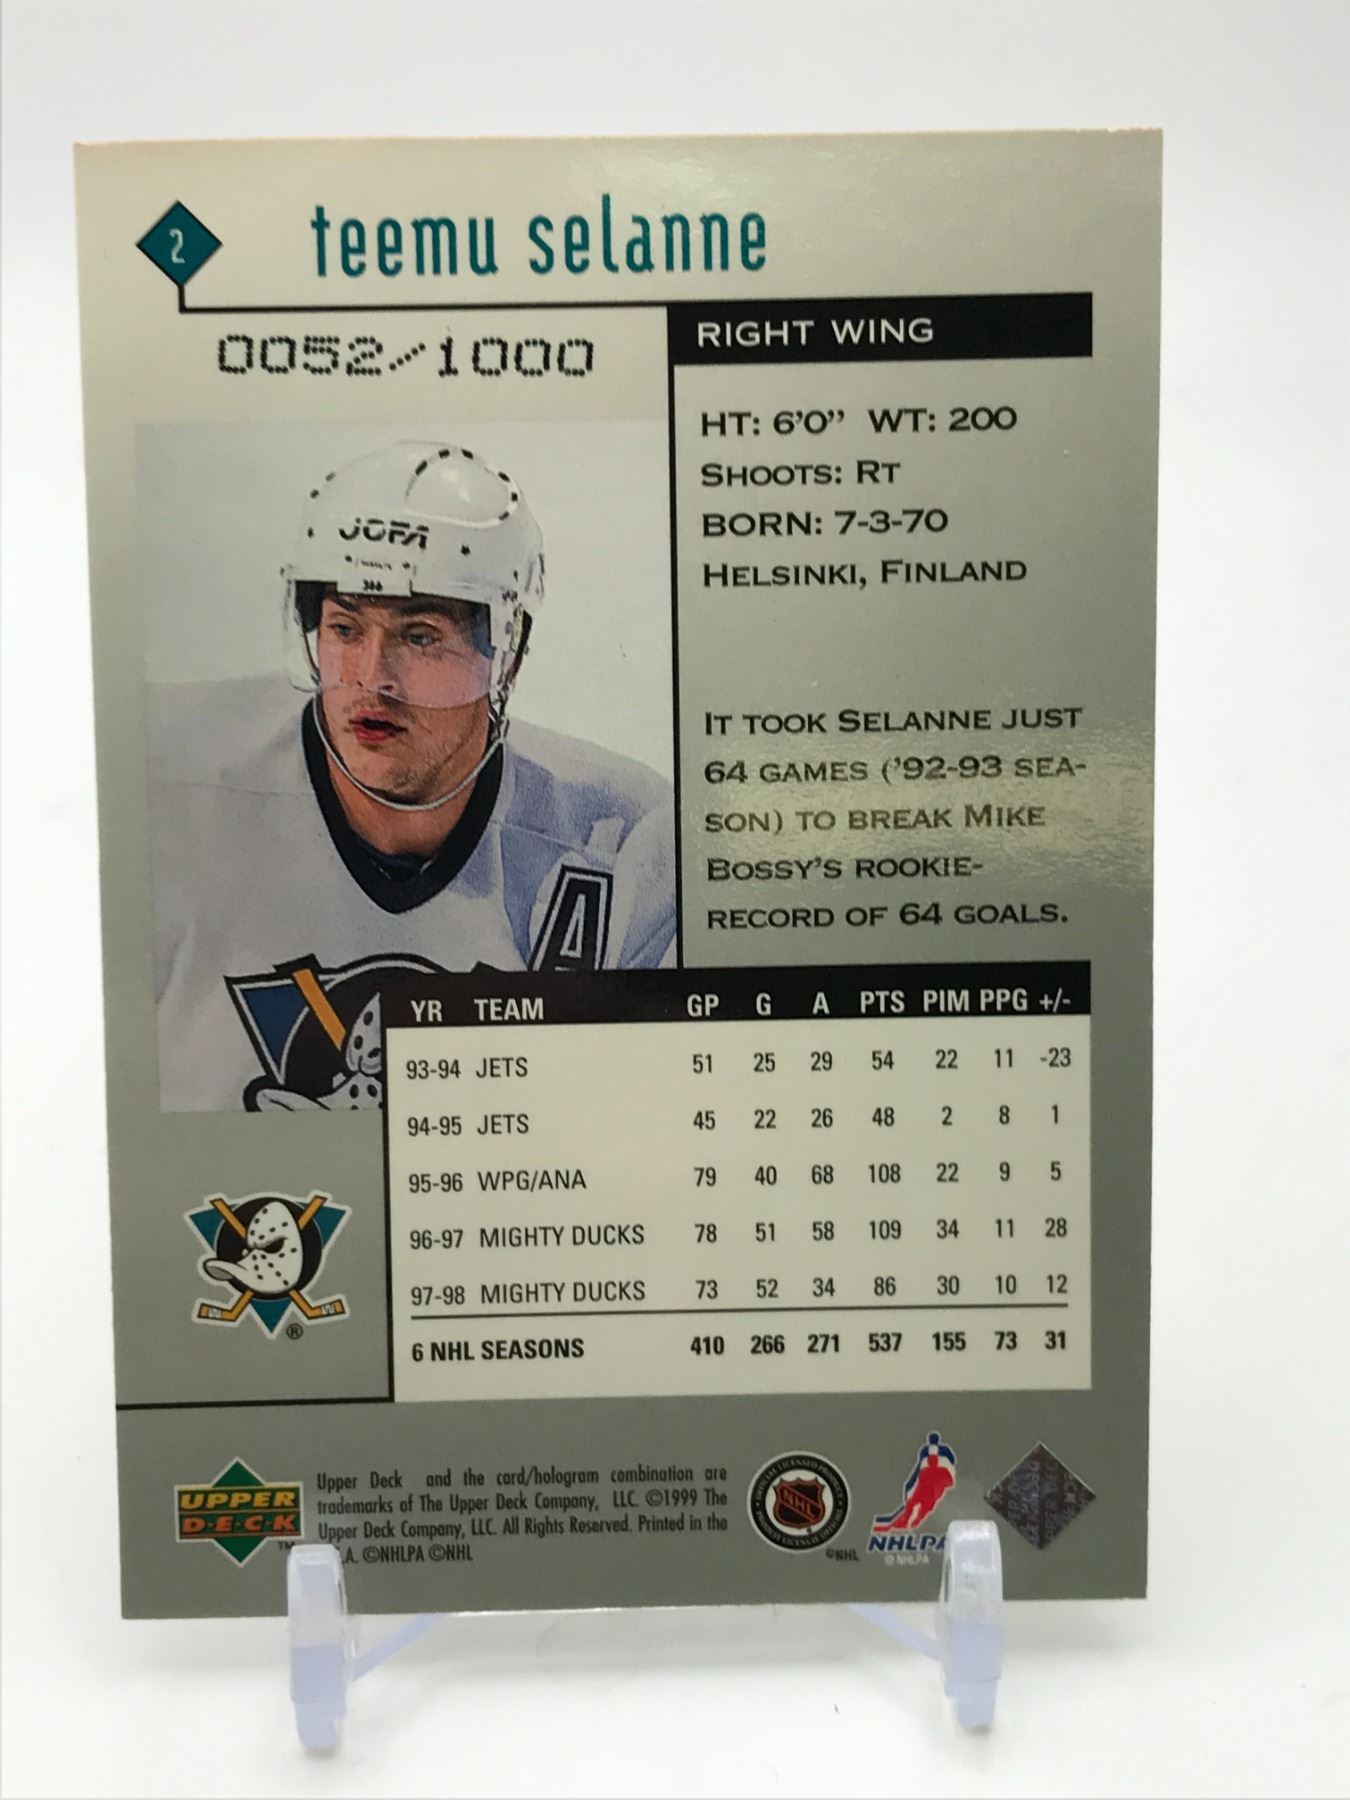 2
teemu selanne
0052/1000
RIGHT WING
HT: 6'0" WT: 200
SHOOTS: RT
BORN: 7-3-70
HELSINKI, FINLAND
JOFA
IT TOOK SELANNE JUST
64 GAMES ('92-93 SEA-
SON) TO BREAK MIKE
BOSSY'S ROOKIE-
RECORD OF 64 GOALS.
A
YR TEAM GP G A PTS PIM PPG +/-
93-94 JETS 51 25 29 54 22 11 -23
94-95 JETS 45 22 26 48 2 8 1
95-96 WPG/ANA 79 40 68 108 22 9 5
96-97 MIGHTY DUCKS 78 51 58 109 34 11 28
97-98 MIGHTY DUCKS 73 52 34 86 30 10 12
6 NHL SEASONS 410 266 271 537 155 73 31
®
UPPER
D·E·C·K
™
Upper Deck and the card/hologram combination are
trademarks of The Upper Deck Company, LLC. ©1999 The
Upper Deck Company, LLC. All Rights Reserved. Printed in the
.A. ©NHLPA ©NHL
NHL
©NHL
NHLPA
© NHLPA